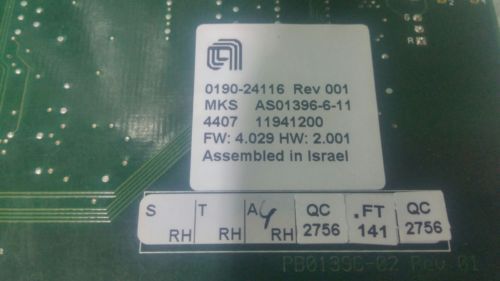 0190-24116 Rev 001
MKS AS01396-6-11
4407 11941200
FW: 4.029 HW: 2.001
Assembled in Israel
S T A 4 QC .FT QC
RH RH RH 2756 141 2756
PB01396-02 Rev.01